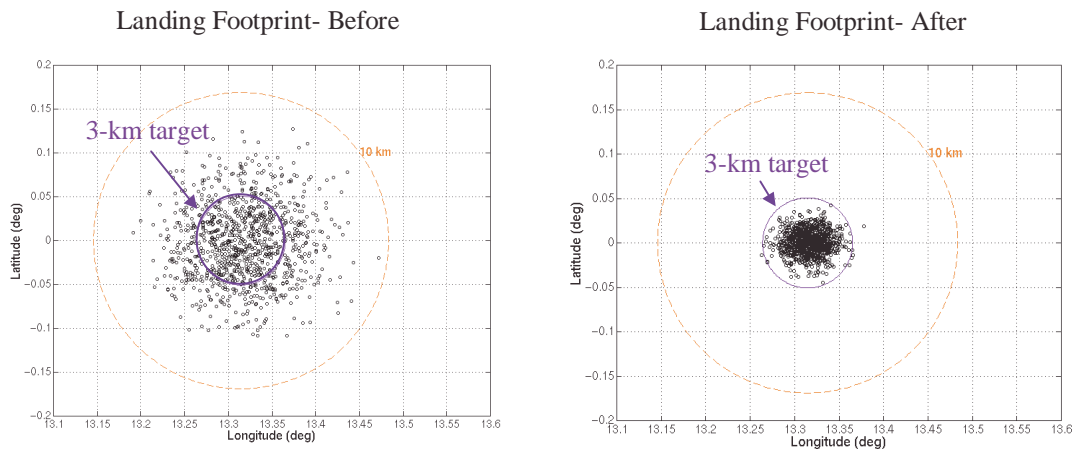 Landing Footprint- Before
0.2
0.15
0.1
0.05
0
-0.05
-0.1
-0.15
-0.2
Latitude (deg)
3-km target
10 km
13.1 13.15 13.2 13.25 13.3 13.35 13.4 13.45 13.5 13.55 13.6
Longitude (deg)
Landing Footprint- After
0.2
0.15
0.1
0.05
0
-0.05
-0.1
-0.15
-0.2
Latitude (deg)
3-km target
10 km
13.1 13.15 13.2 13.25 13.3 13.35 13.4 13.45 13.5 13.55 13.6
Longitude (deg)